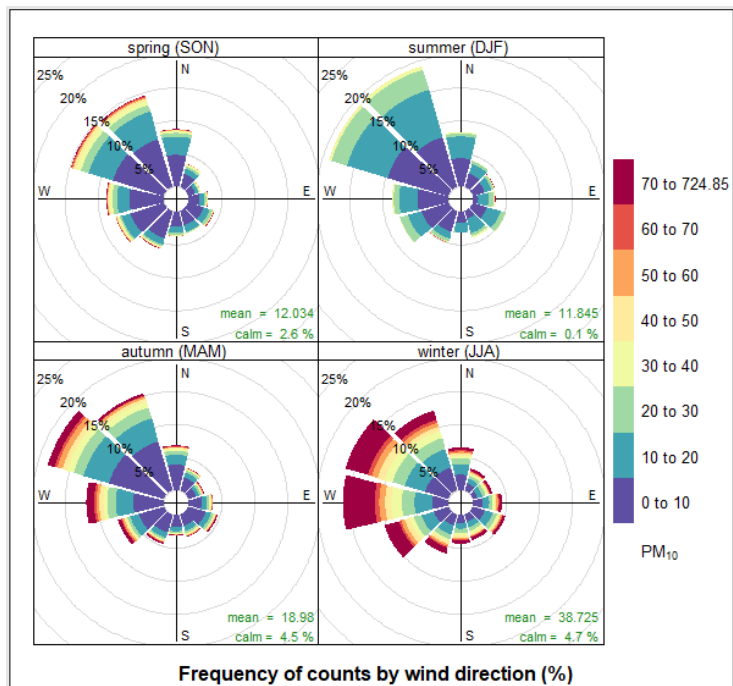 spring (SON)
25%
20%
15%
10%
5%
N
W
E
S
mean = 12.034
calm = 2.6 %
summer (DJF)
25%
20%
15%
10%
5%
N
W
E
S
mean = 11.845
calm = 0.1 %
autumn (MAM)
25%
20%
15%
10%
5%
N
W
E
S
mean = 18.98
calm = 4.5 %
winter (JJA)
25%
20%
15%
10%
5%
N
W
E
S
mean = 38.725
calm = 4.7 %
70 to 724.85
60 to 70
50 to 60
40 to 50
30 to 40
20 to 30
10 to 20
0 to 10
PM₁₀
Frequency of counts by wind direction (%)